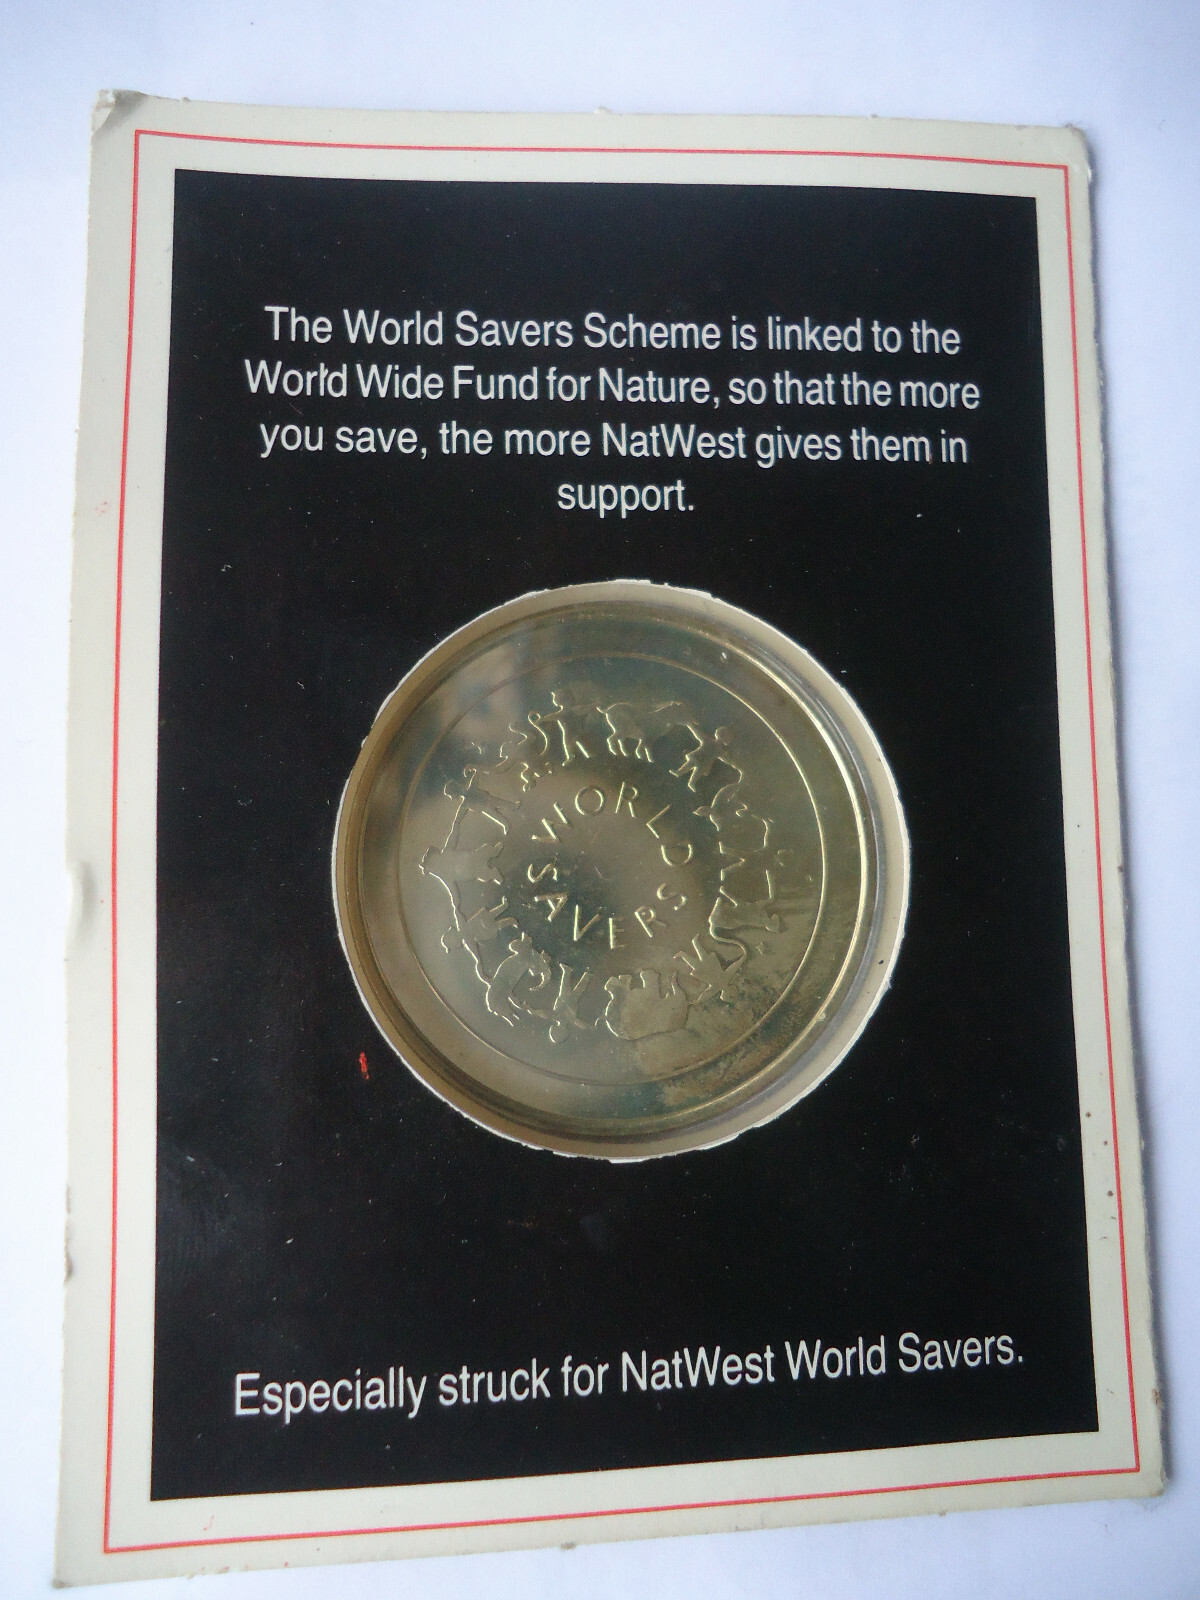 The World Savers Scheme is linked to the
World Wide Fund for Nature, so that the more
you save, the more NatWest gives them in
support.
WORLD
SAVERS
Especially struck for NatWest World Savers.